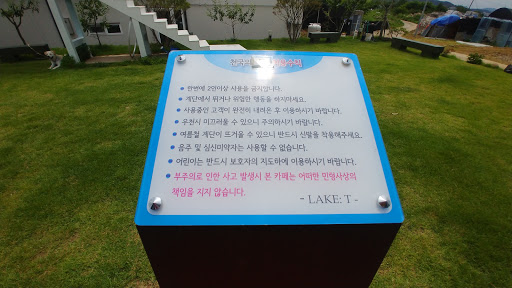 • 한번에 2인이상 사용을 금지합니다.
• 계단에서 뛰거나 위험한 행동을 하지마세요.
• 사용중인 고객이 완전히 내려온 후 이용하시기 바랍니다.
• 우천시 미끄러울 수 있으니 주의하시기 바랍니다.
• 여름철 계단이 뜨거울 수 있으니 반드시 신발을 착용해주세요.
• 음주 및 심신미약자는 사용할 수 없습니다.
• 어린이는 반드시 보호자의 지도하에 이용하시기 바랍니다.
• 부주의로 인한 사고 발생시 본 카페는 어떠한 민형사상의
책임을 지지 않습니다.
- LAKE: T -